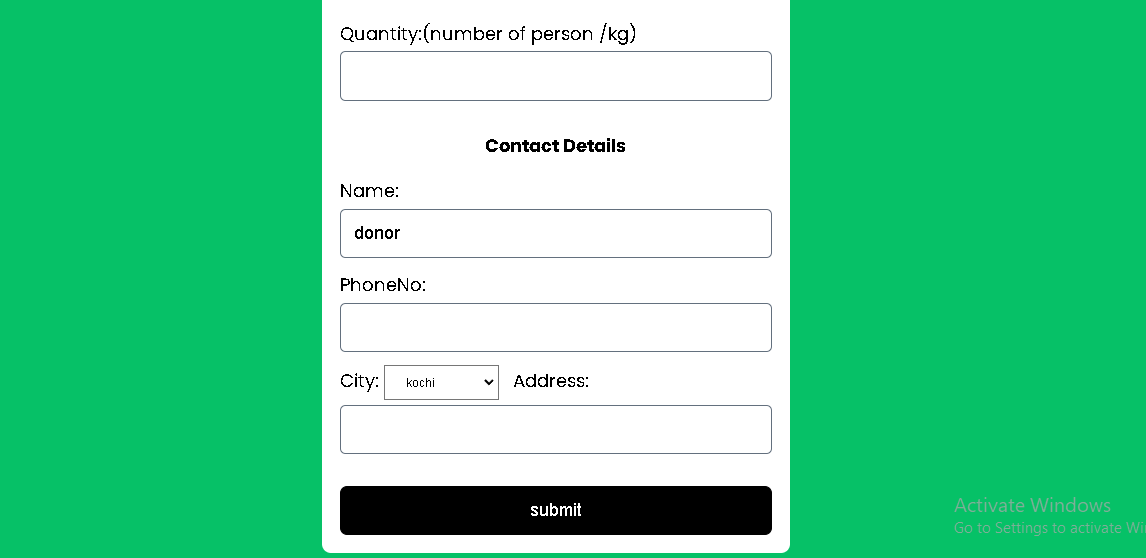 Quantity:(number of person /kg)
Contact Details
Name:
donor
PhoneNo:
City: kochi Address:
submit
Activate Windows
Go to Settings to activate